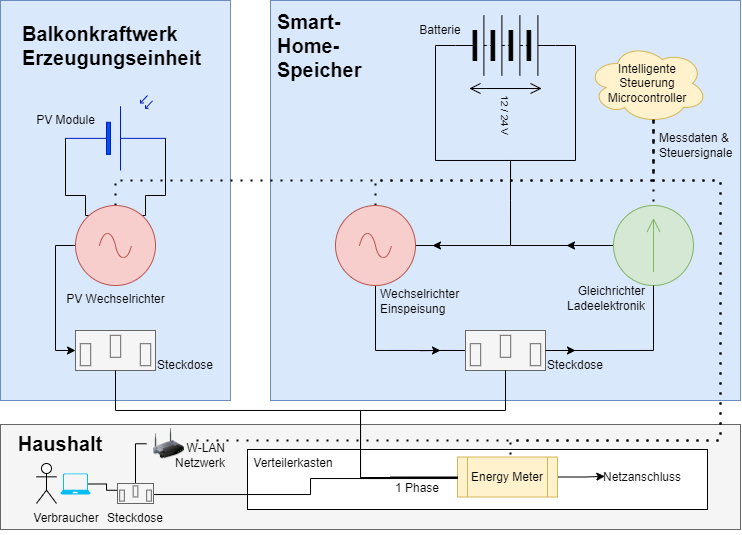 Balkonkraftwerk
Erzeugungseinheit
PV Module
PV Wechselrichter
Steckdose
Smart-
Home-
Speicher
Batterie
12 / 24 V
Intelligente
Steuerung
Microcontroller
Messdaten &
Steuersignale
Wechselrichter
Einspeisung
Gleichrichter
Ladeelektronik
Steckdose
Haushalt
W-LAN
Netzwerk
Verbraucher
Steckdose
Verteilerkasten
1 Phase
Energy Meter
Netzanschluss